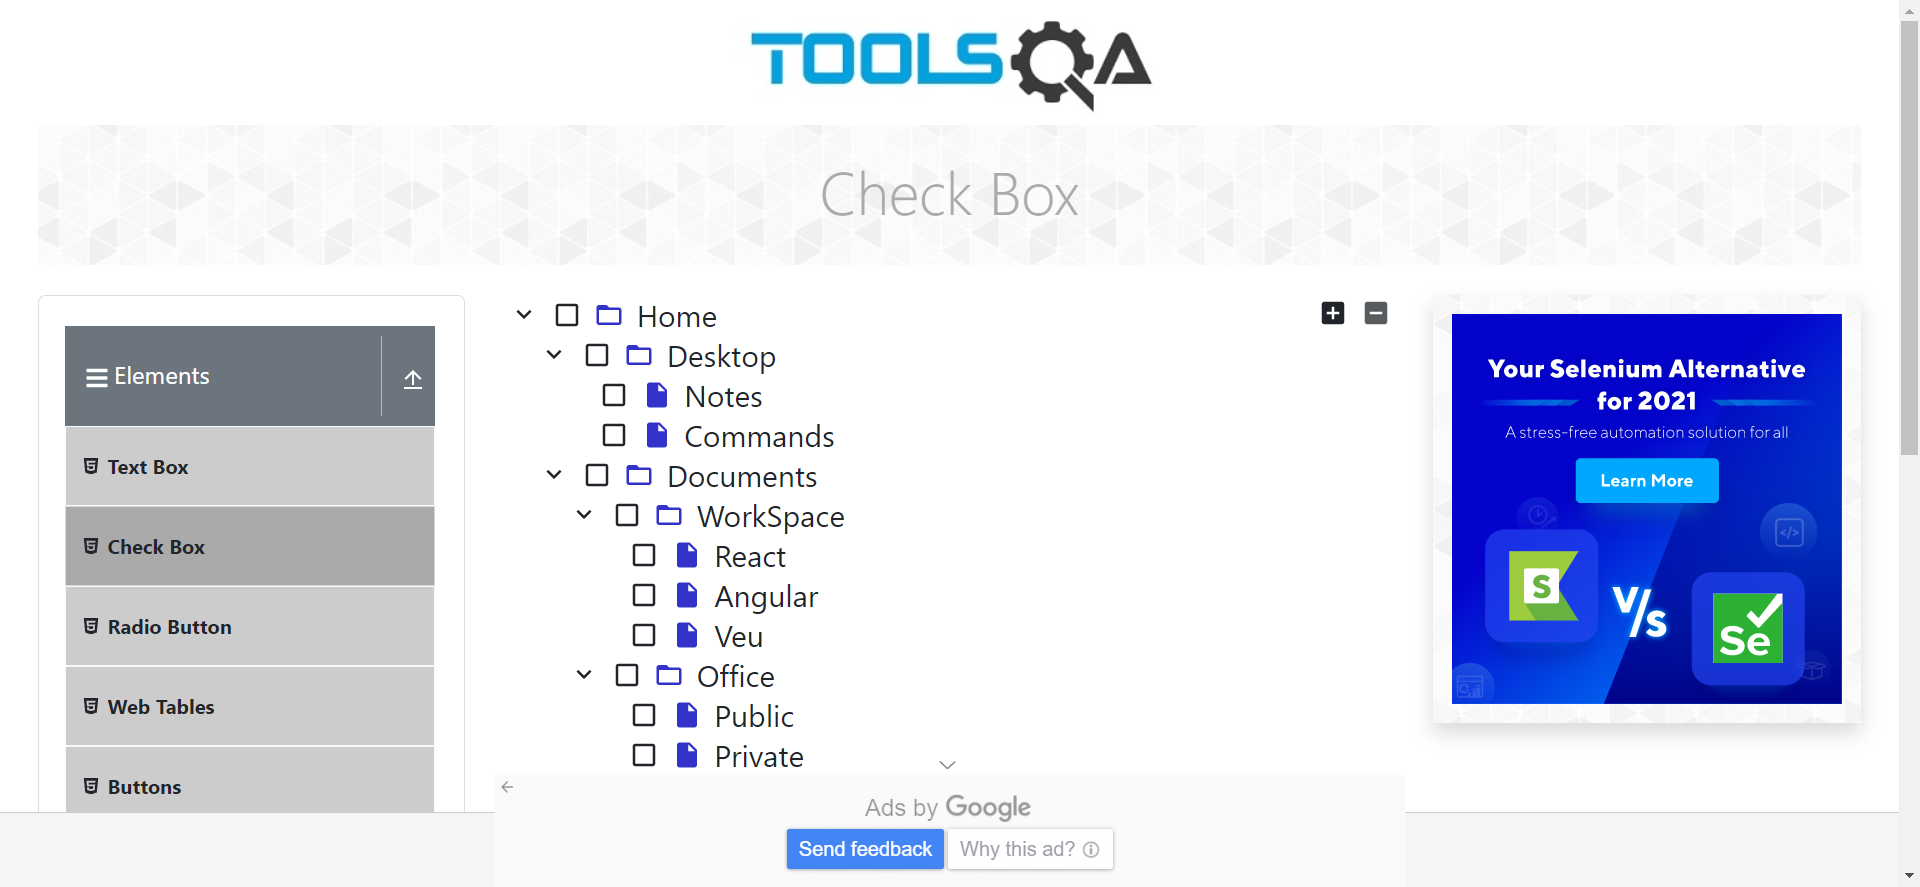 TOOLSQA
Check Box
Elements
Text Box
Check Box
Radio Button
Web Tables
Buttons
Home
Desktop
Notes
Commands
Documents
WorkSpace
React
Angular
Veu
Office
Public
Private
Your Selenium Alternative
for 2021
A stress-free automation solution for all
Learn More
S
V/s
Se
Ads by Google
Send feedback
Why this ad?